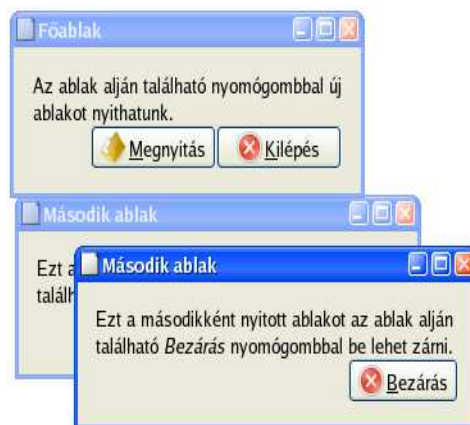 Főablak
Az ablak alján található nyomógombbal új
ablakot nyithatunk.
Megnyitás Kilépés
Második ablak
Ezt a
találh
Második ablak
Ezt a másodikként nyitott ablakot az ablak alján
található Bezárás nyomógombbal be lehet zárni.
Bezárás